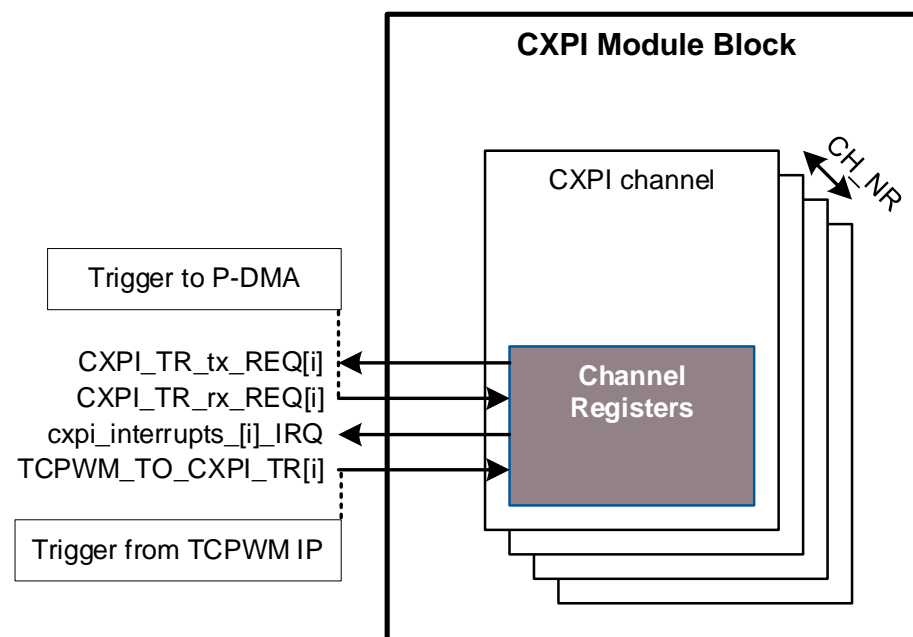 CXPI Module Block
CH_NR
CXPI channel
Trigger to P-DMA
CXPI_TR_tx_REQ[i]
CXPI_TR_rx_REQ[i]
cxpi_interrupts_[i]_IRQ
TCPWM_TO_CXPI_TR[i]
Channel
Registers
Trigger from TCPWM IP